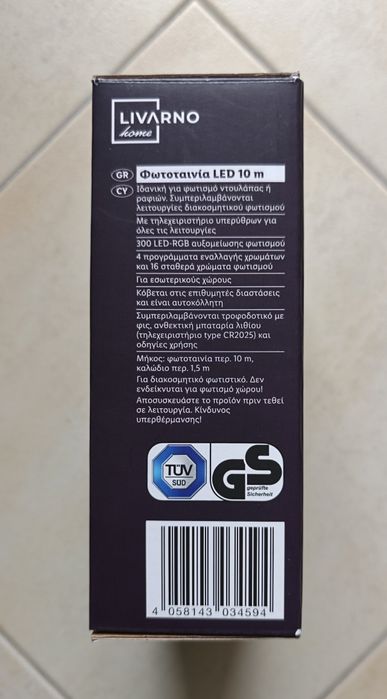 LIVARNO
home
GR
CY
Φωτοταινία LED 10 m
Ιδανική για φωτισμό ντουλάπας ή
ραφιών. Συμπεριλαμβάνονται
λειτουργίες διακοσμητικού φωτισμού
Με τηλεχειριστήριο υπερύθρων για
όλες τις λειτουργίες
300 LED-RGB αυξομείωσης φωτισμού
4 προγράμματα εναλλαγής χρωμάτων
και 16 σταθερά χρώματα φωτισμού
Για εσωτερικούς χώρους
Κόβεται στις επιθυμητές διαστάσεις
και είναι αυτοκόλλητη
Συμπεριλαμβάνονται τροφοδοτικό με
φις, ανθεκτική μπαταρία λιθίου
(τηλεχειριστήριο type CR2025) και
οδηγίες χρήσης
Μήκος: φωτοταινία περ. 10 m,
καλώδιο περ. 1,5 m
Για διακοσμητικό φωτιστικό. Δεν
ενδείκνυται για φωτισμό χώρου!
Αποσυσκευάστε το προϊόν πριν τεθεί
σε λειτουργία. Κίνδυνος
υπερθέρμανσης!
TÜV
SÜD
GS
geprüfte
Sicherheit
4 058143 034594